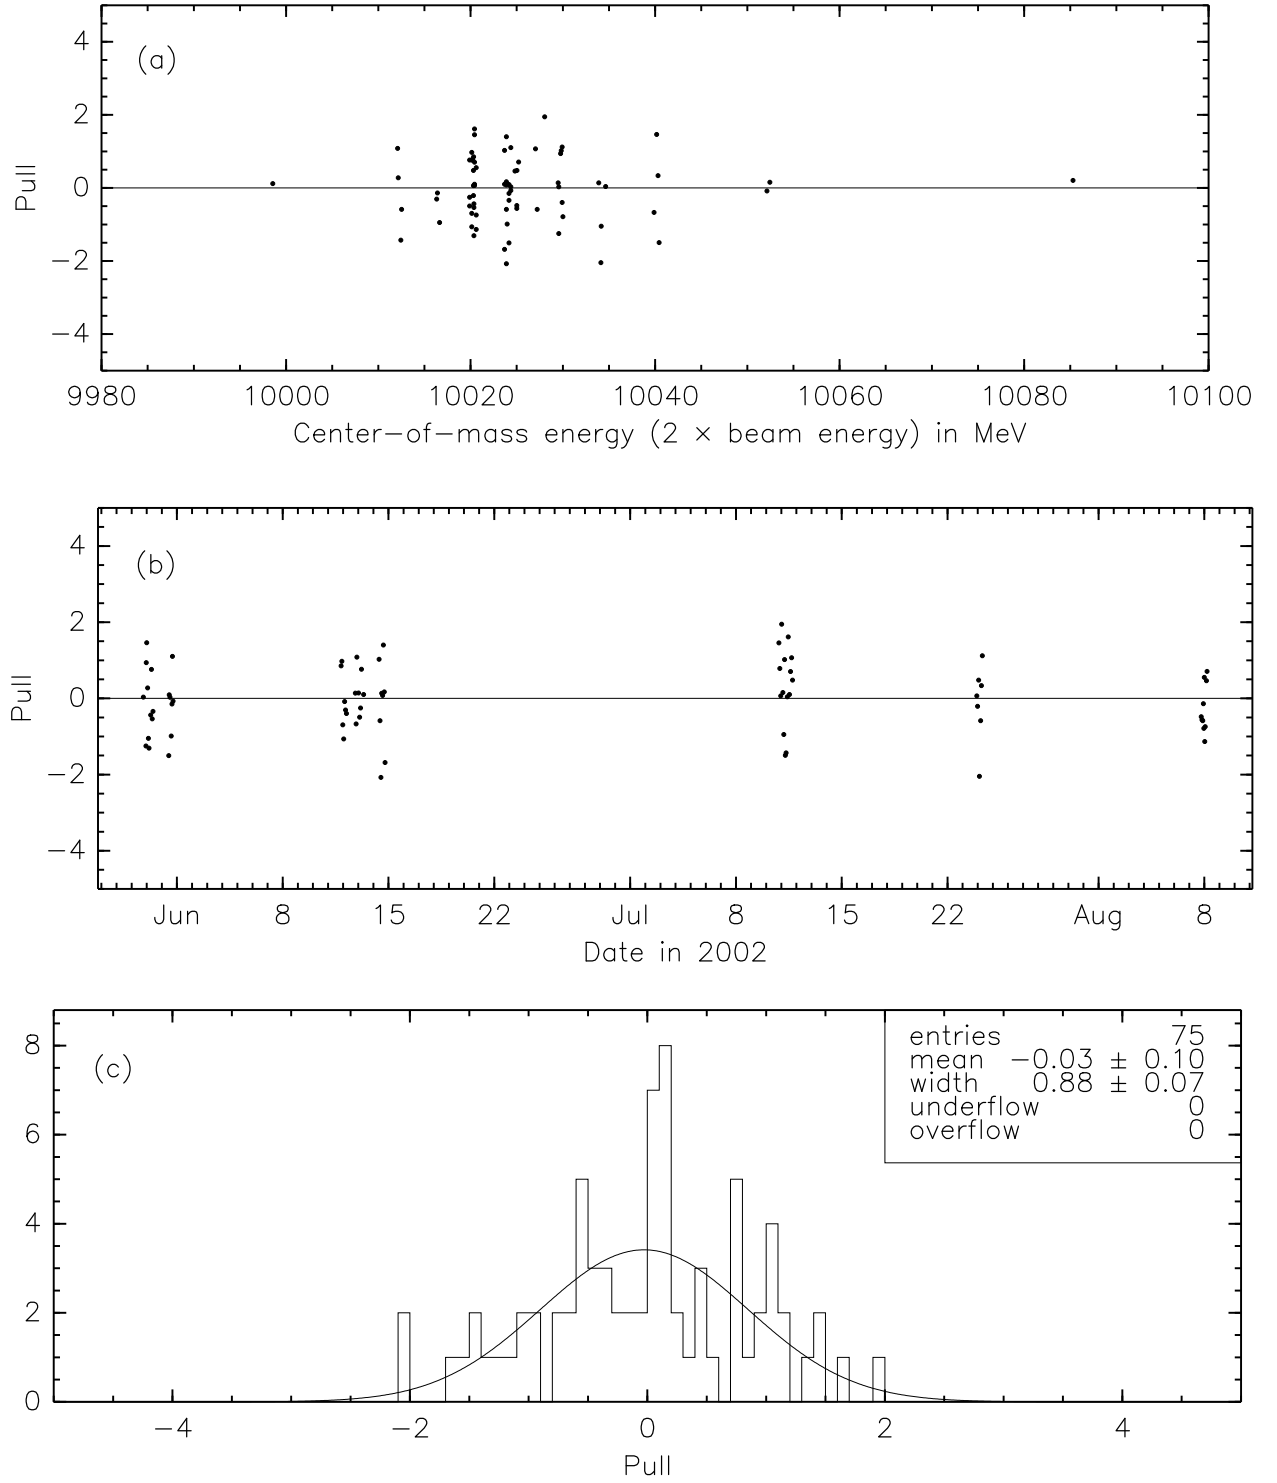 4
(a)
2
Pull
0
−2
−4
9980 10000 10020 10040 10060 10080 10100
Center−of−mass energy (2 × beam energy) in MeV
4
(b)
2
Pull
0
−2
−4
Jun 8 15 22 Jul 8 15 22 Aug 8
Date in 2002
8
(c)
entries 75
mean −0.03 ± 0.10
width 0.88 ± 0.07
underflow 0
overflow 0
6
4
2
0
−4 −2 0 2 4
Pull